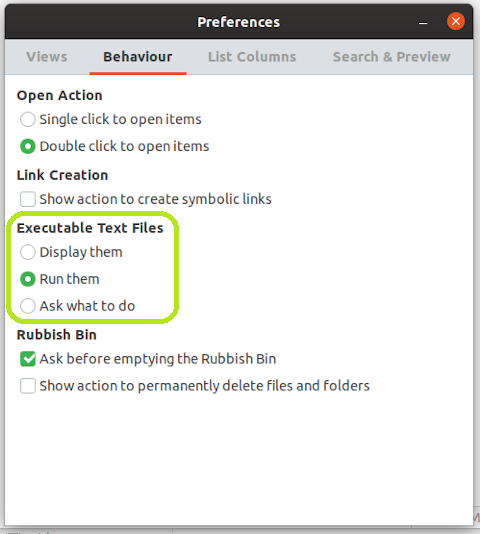 Preferences
Views Behaviour List Columns Search & Preview
Open Action
Single click to open items
Double click to open items
Link Creation
Show action to create symbolic links
Executable Text Files
Display them
Run them
Ask what to do
Rubbish Bin
Ask before emptying the Rubbish Bin
Show action to permanently delete files and folders